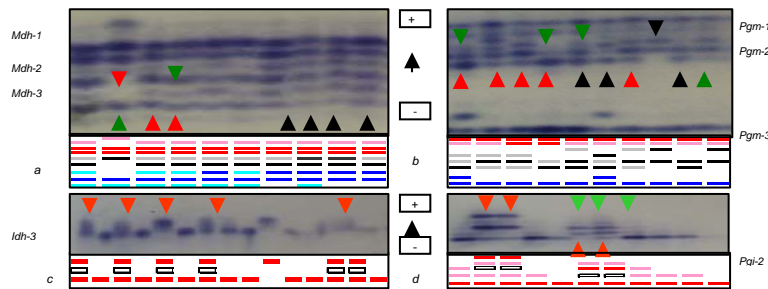 Mdh-1
Mdh-2
Mdh-3
a
+
-
Pgm-1
Pgm-2
Pgm-3
b
Idh-3
c
+
-
Pgi-2
d